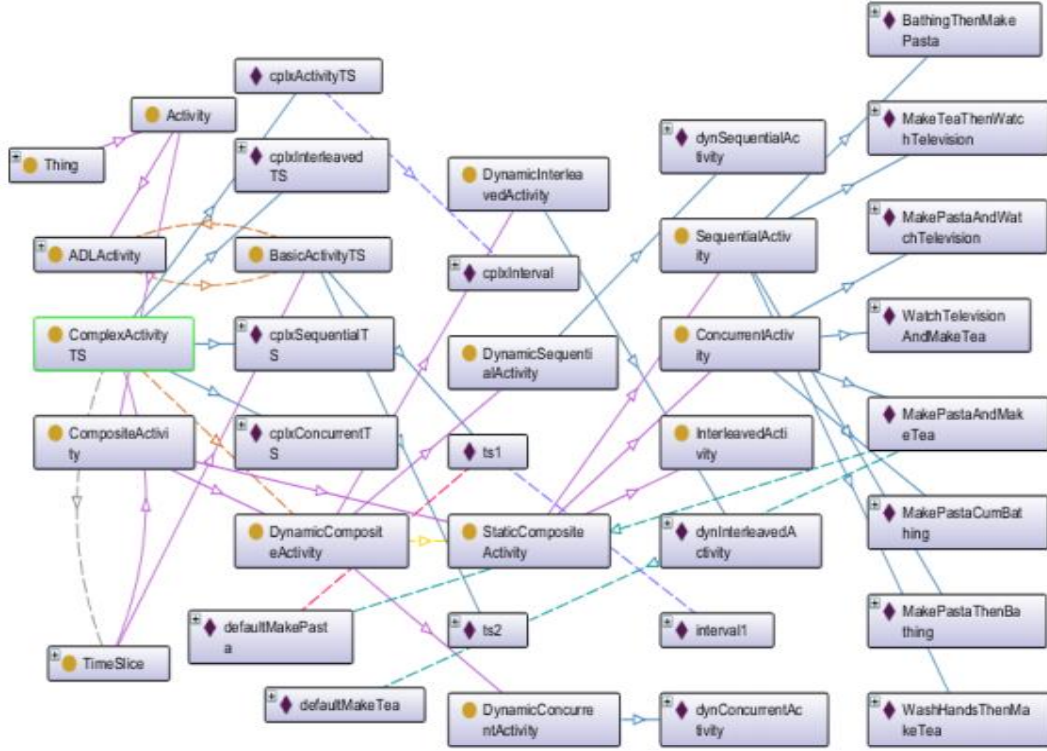 BathingThenMake
Pasta
cplxActivityTS
Activity
MakeTeaThenWatc
hTelevision
dynSequentialAc
tivity
cplxInterleaved
TS
Thing
DynamicInterlea
vedActivity
MakePastaAndWat
chTelevision
SequentialActiv
ity
ADLActivity
BasicActivityTS
cplxInterval
WatchTelevision
AndMakeTea
ComplexActivity
TS
cplxSequentialT
S
ConcurrentActiv
ity
DynamicSequenti
alActivity
MakePastaAndMak
eTea
CompositeActivi
ty
cplxConcurrentT
S
InterleavedActi
vity
ts1
MakePastaCumBat
hing
DynamicComposit
eActivity
StaticComposite
Activity
dynInterleavedA
ctivity
MakePastaThenBa
thing
defaultMakePast
a
ts2
interval1
TimeSlice
defaultMakeTea
DynamicConcurre
ntActivity
dynConcurrentAc
tivity
WashHandsThenMa
keTea